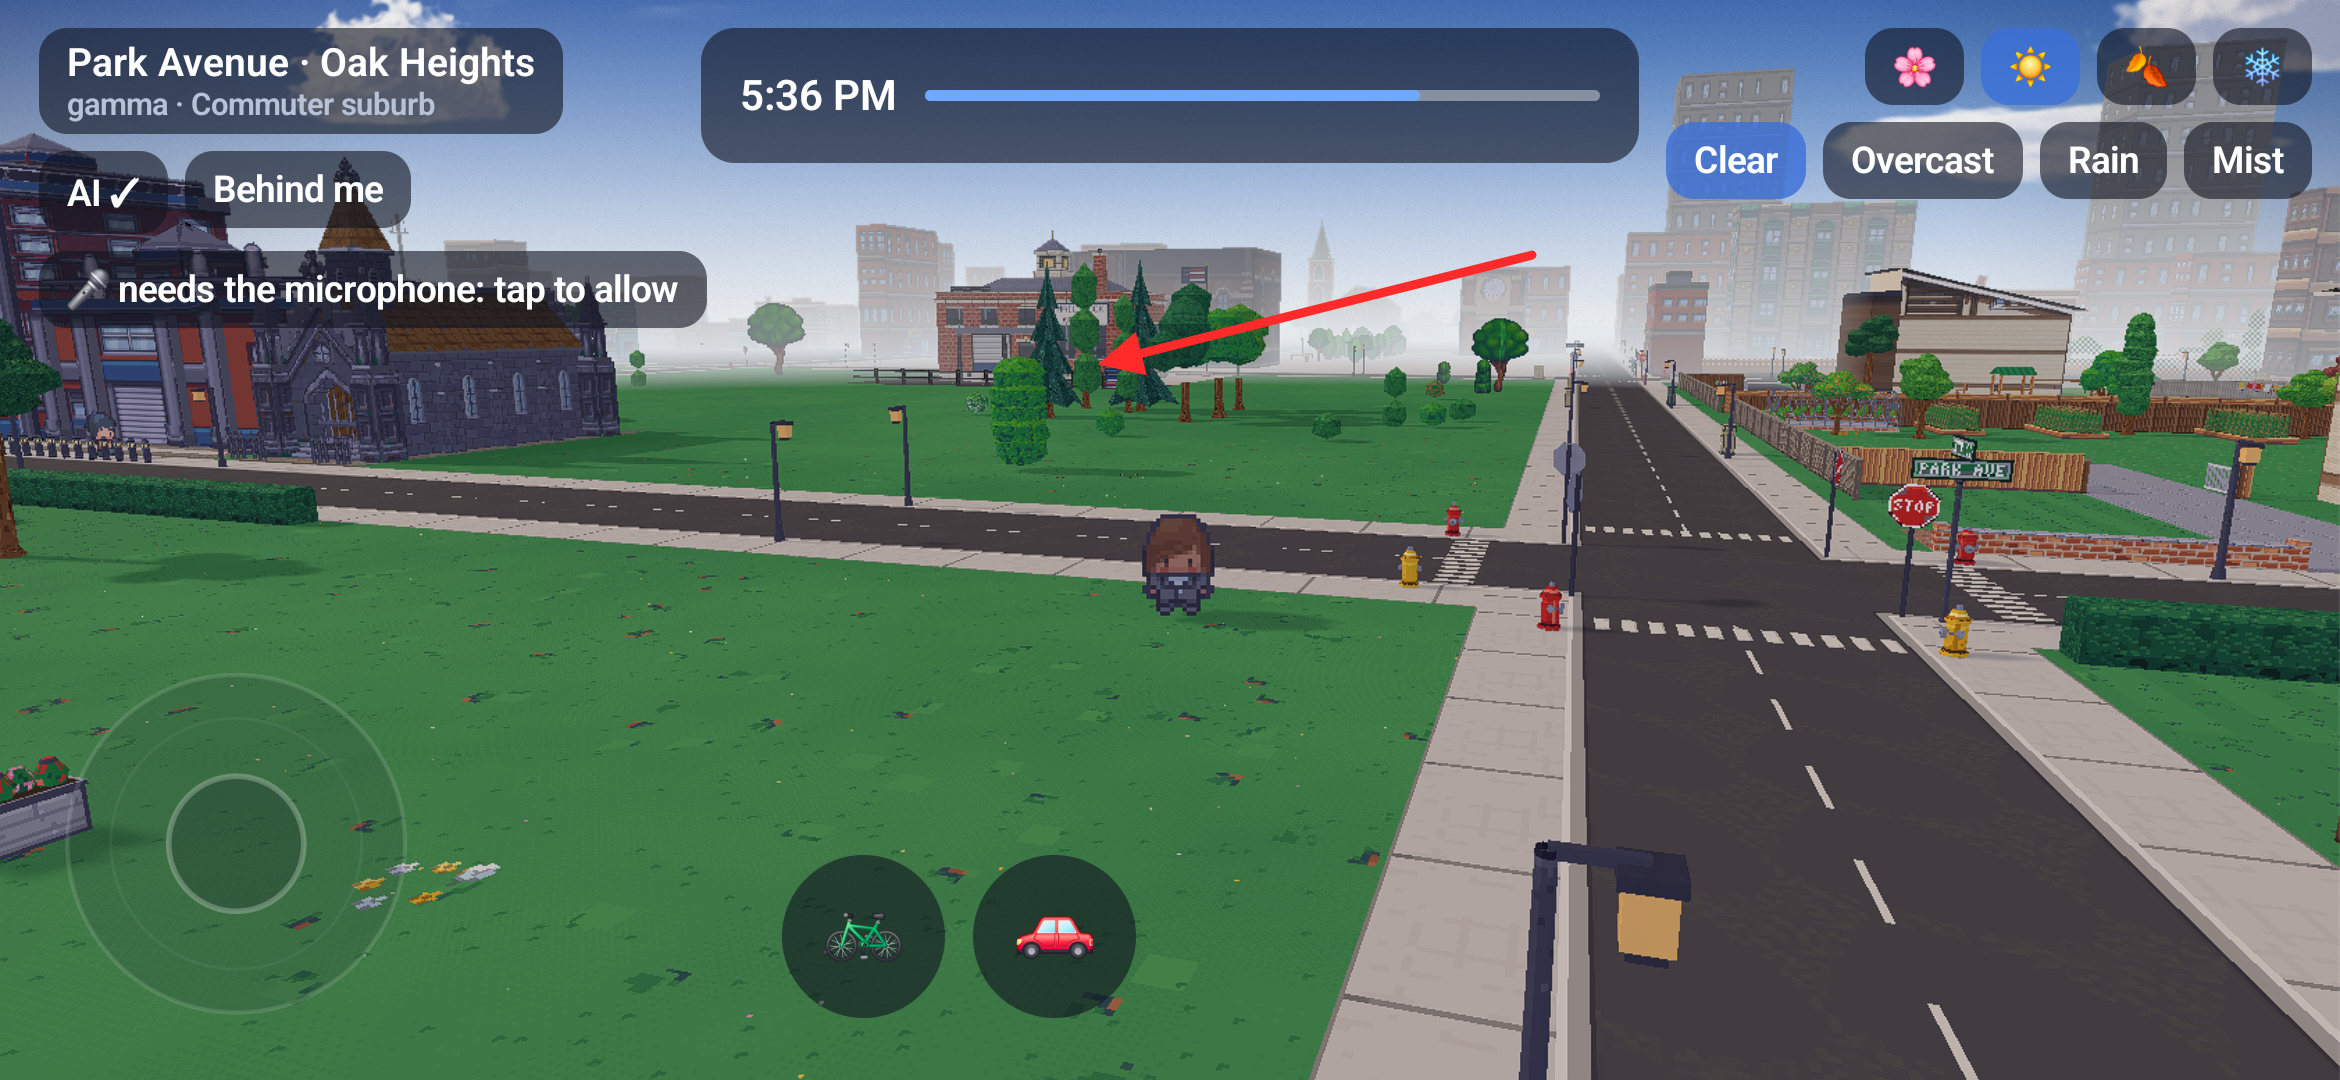 Park Avenue · Oak Heights
gamma · Commuter suburb
5:36 PM
AI ✓
Behind me
Clear
Overcast
Rain
Mist
needs the microphone: tap to allow
PARK AVE
STOP